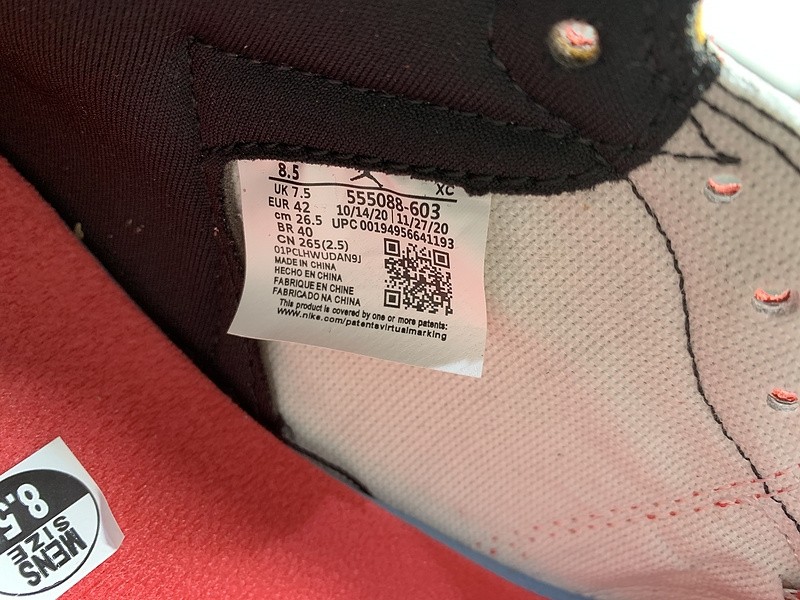 8.5 XC
UK 7.5 555088-603
EUR 42 10/14/20 11/27/20
cm 26.5 UPC 00194956641193
BR 40
CN 265(2.5)
01PCLHWUDAN9J
MADE IN CHINA
HECHO EN CHINA
FABRIQUE EN CHINE
FABRICADO NA CHINA
This product is covered by one or more patents:
www.nike.com/patentsvirtualmarking
8.5
MENS
SIZE